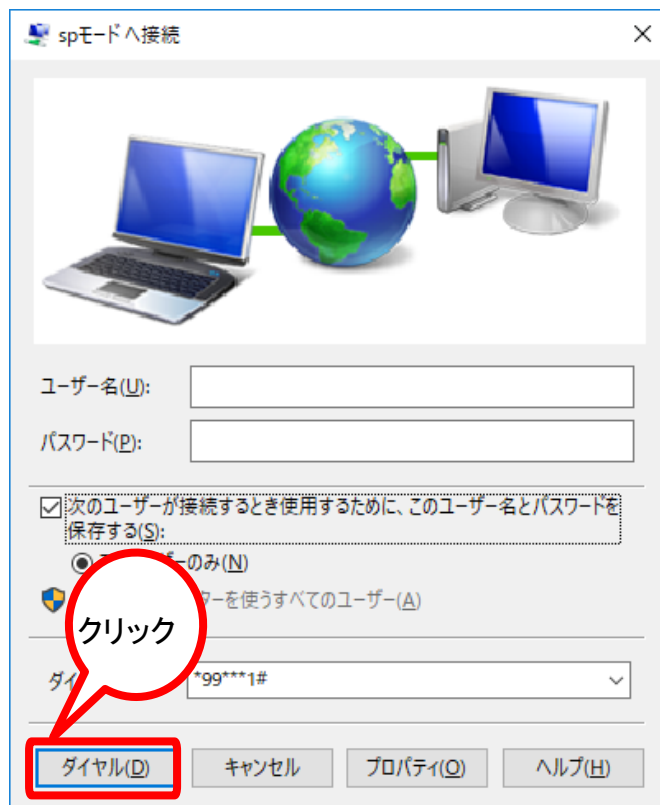 spモード へ接続
ユーザー名(U):
パスワード(P):
次のユーザーが接続するとき使用するために、このユーザー名とパスワードを
保存する(S):
ーのみ(N)
ターを使うすべてのユーザー(A)
クリック
ダイ
*99***1#
ダイヤル(D)
キャンセル
プロパティ(O)
ヘルプ(H)